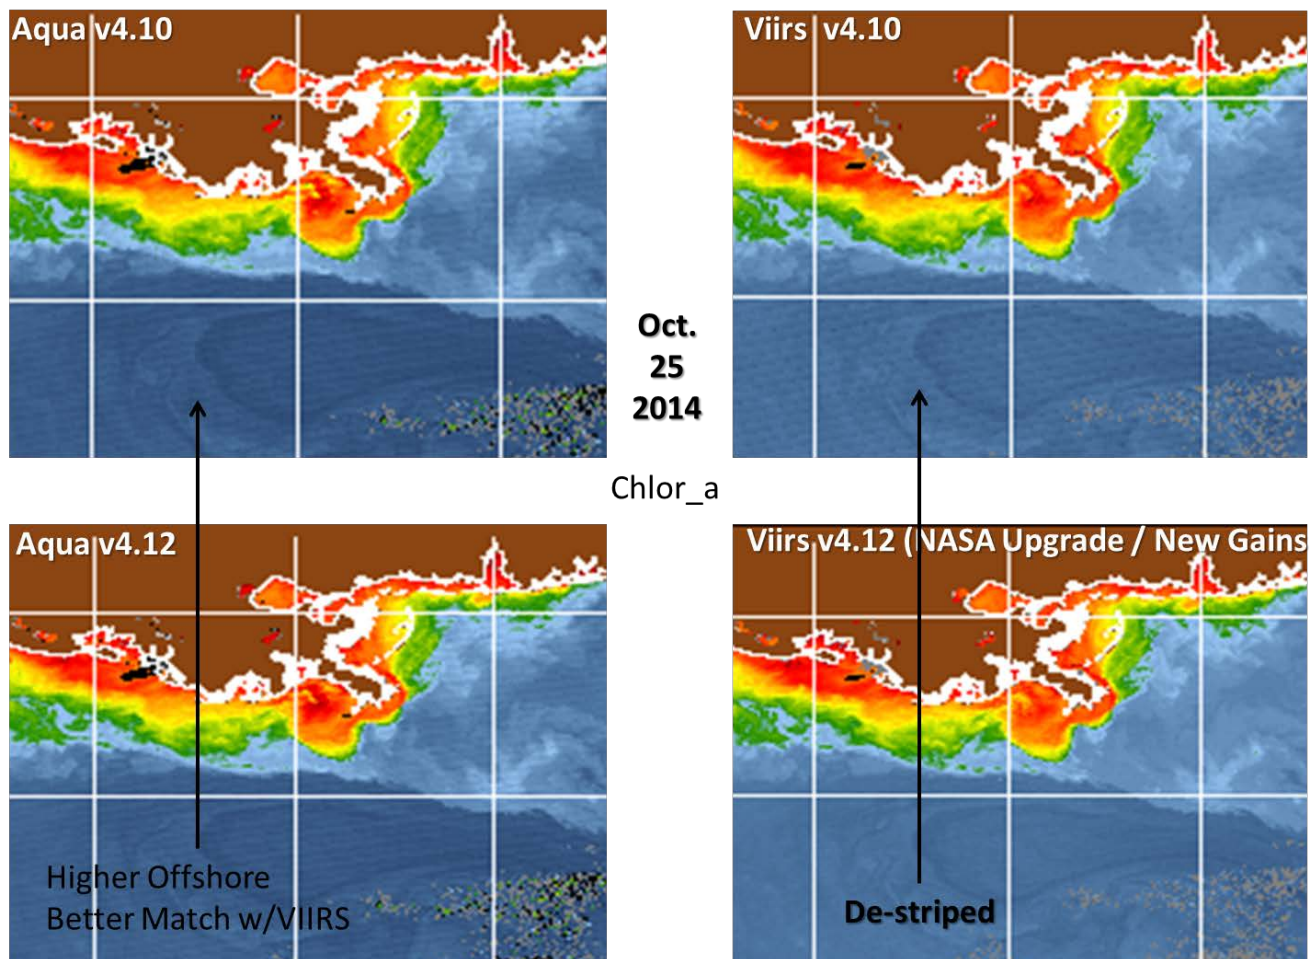 Aqua v4.10
Viirs v4.10
Oct.
25
2014
Chlor_a
Aqua v4.12
Viirs v4.12 (NASA Upgrade / New Gains
Higher Offshore
Better Match w/VIIRS
De-striped